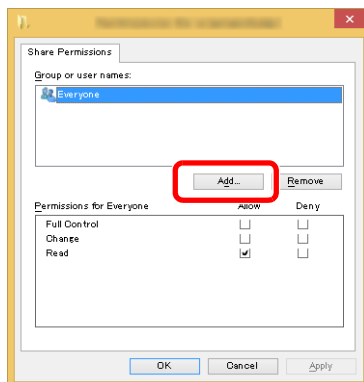 Share Permissions
Group or user names:
Everyone
Add... Remove
Permissions for Everyone Allow Deny
Full Control
Change
Read
OK Cancel Apply